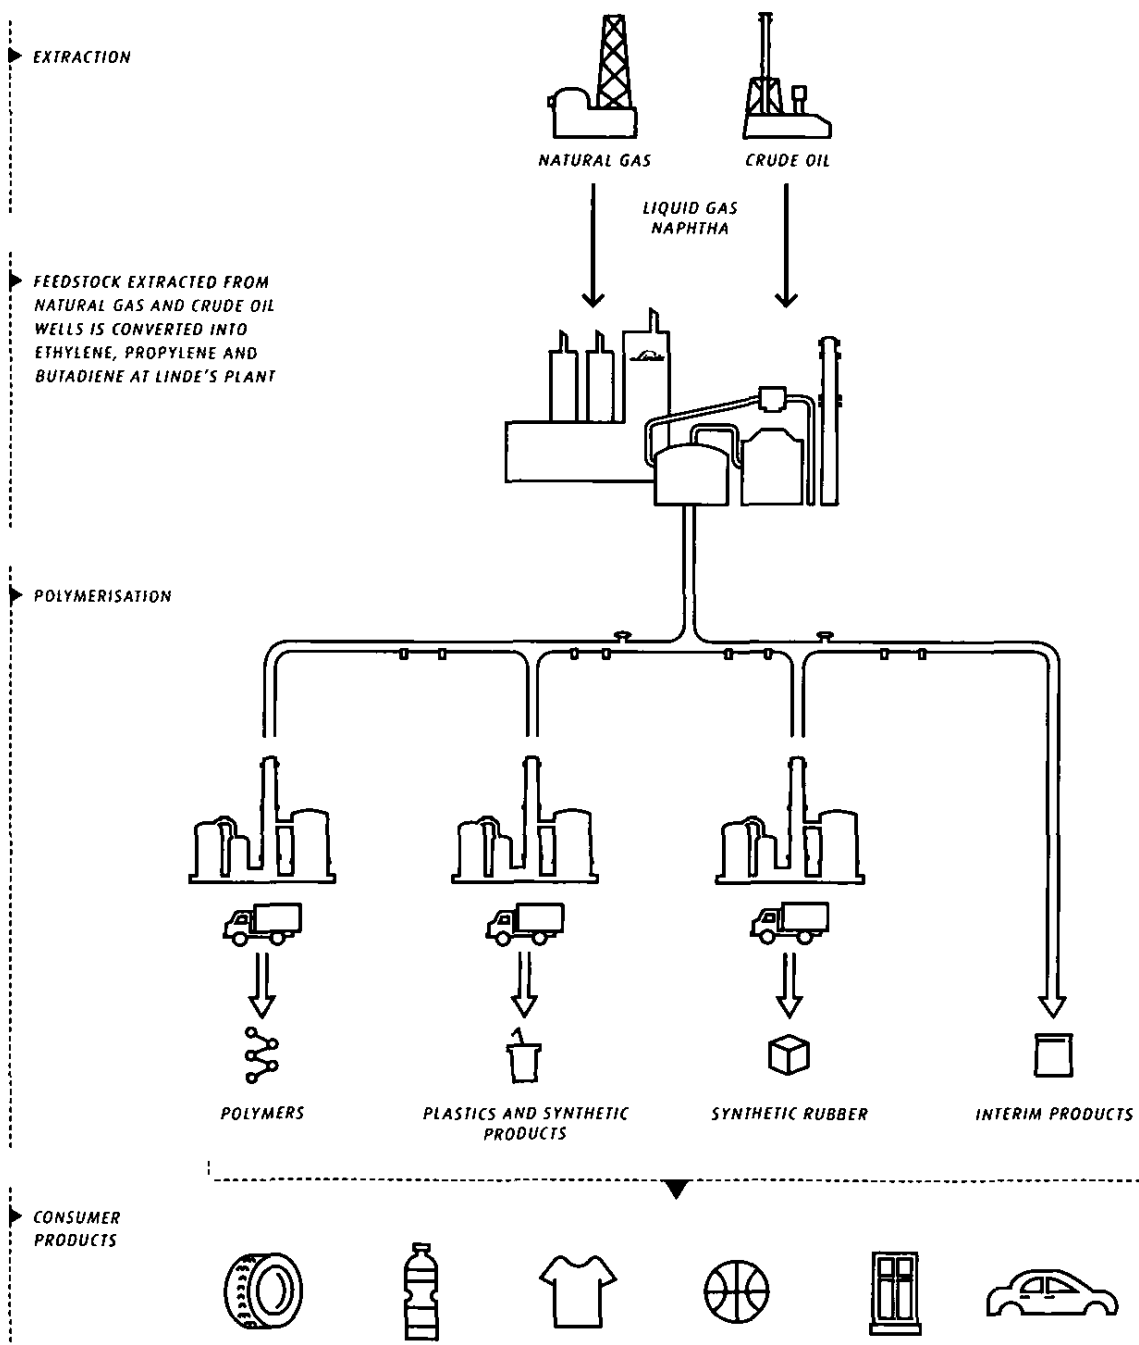 EXTRACTION
NATURAL GAS
CRUDE OIL
LIQUID GAS
NAPHTHA
FEEDSTOCK EXTRACTED FROM
NATURAL GAS AND CRUDE OIL
WELLS IS CONVERTED INTO
ETHYLENE, PROPYLENE AND
BUTADIENE AT LINDE'S PLANT
POLYMERISATION
POLYMERS
PLASTICS AND SYNTHETIC
PRODUCTS
SYNTHETIC RUBBER
INTERIM PRODUCTS
CONSUMER
PRODUCTS